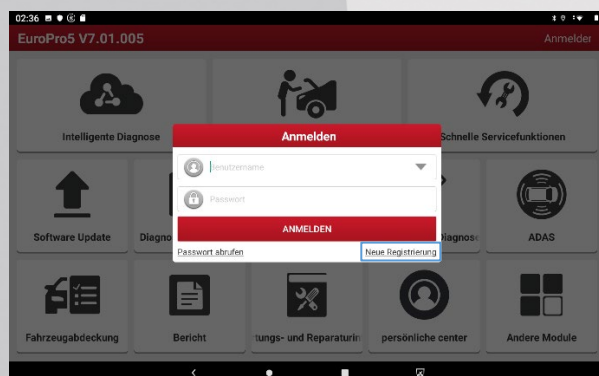 02:36
EuroPro5 V7.01.005
Anmelden
Intelligente Diagnose
Schnelle Servicefunktionen
Anmelden
Benutzername
Passwort
ANMELDEN
Passwort abrufen
Neue Registrierung
Software Update
Diagno
Diagnose
ADAS
Fahrzeugabdeckung
Bericht
tungs- und Reparaturin
persönliche center
Andere Module